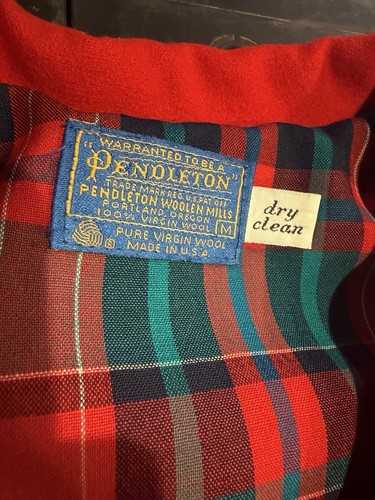 WARRANTED TO BE A
"PENDLETON"
TRADE MARK REG. U.S. PAT. OFF.
PENDLETON WOOLEN MILLS
PORTLAND, OREGON
100% VIRGIN WOOL M
PURE VIRGIN WOOL
R MADE IN U.S.A.
dry
clean